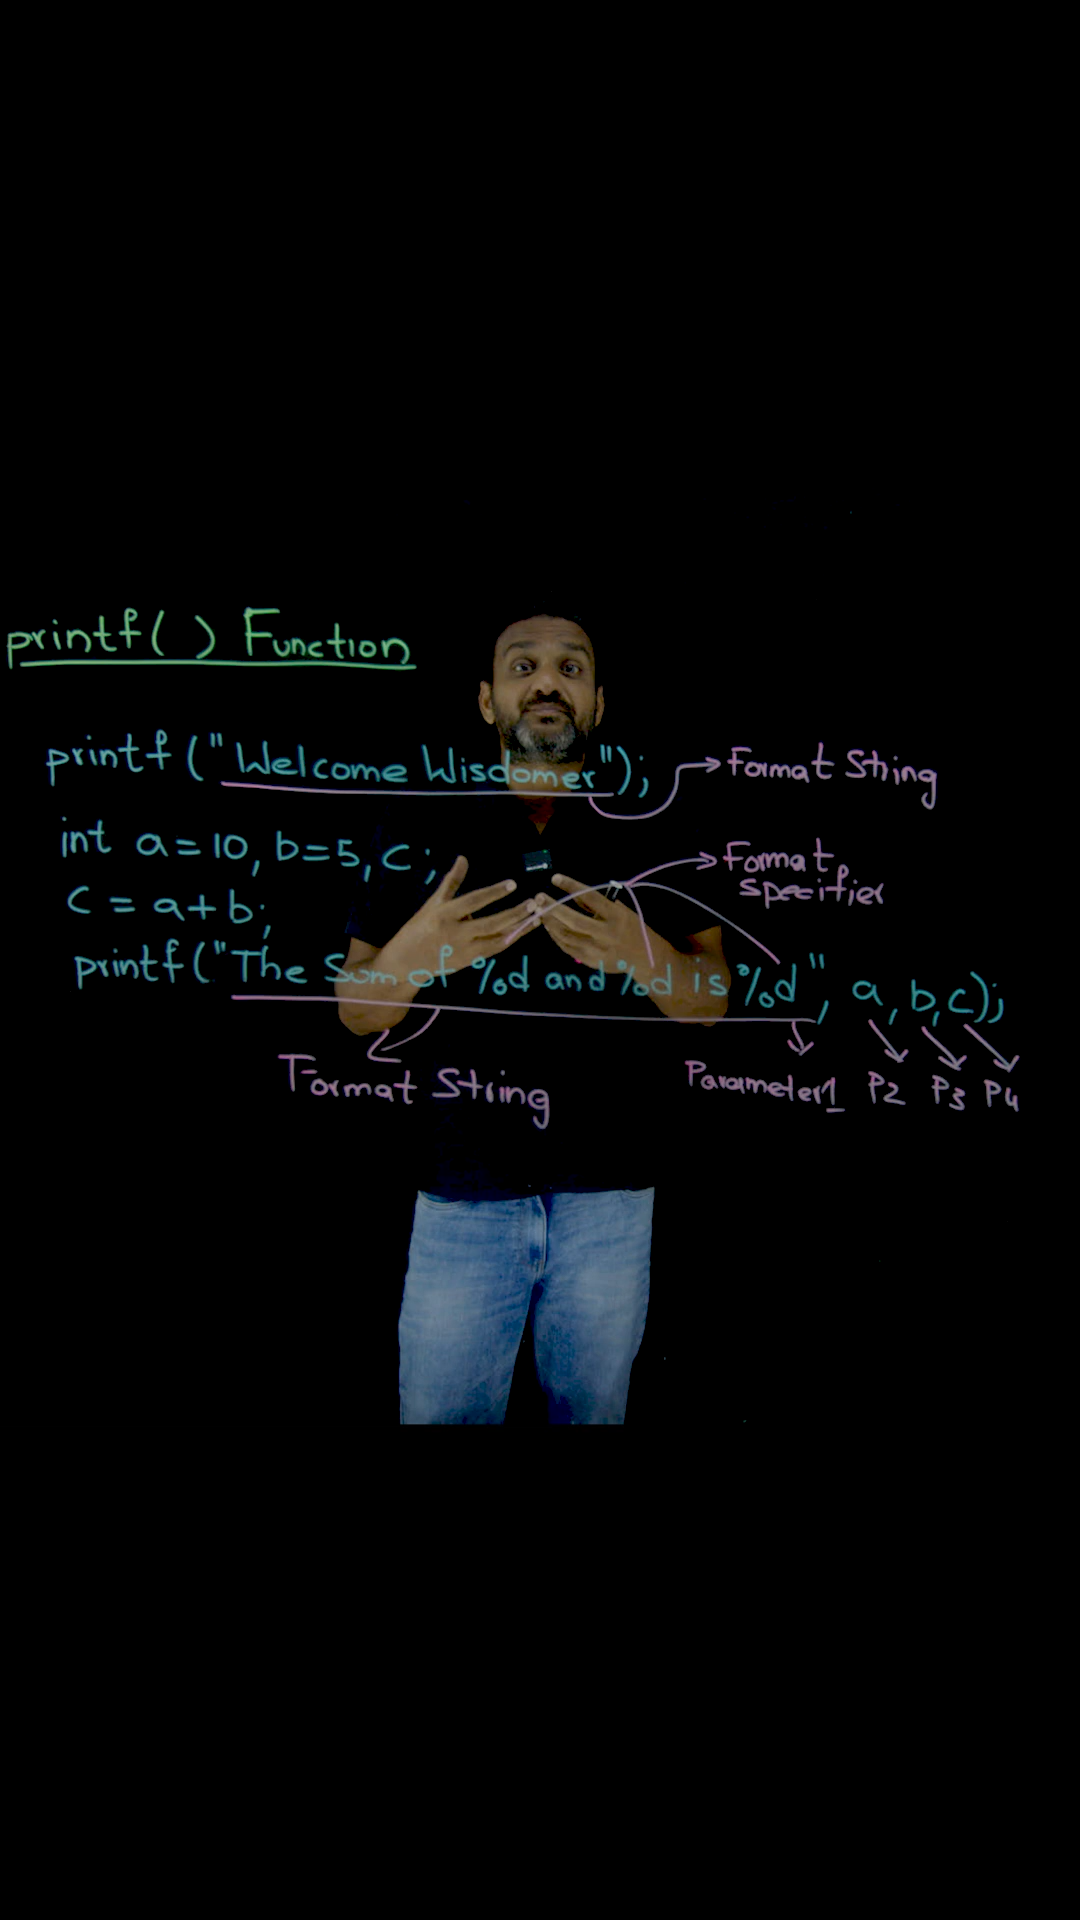 printf( ) Function
printf("Welcome Wisdomer");
Format String
int a=10, b=5, c;
Format specifier
c = a+b;
printf("The Sum of %d and %d is %d", a, b, c);
Format String
Parameter1 P2 P3 P4